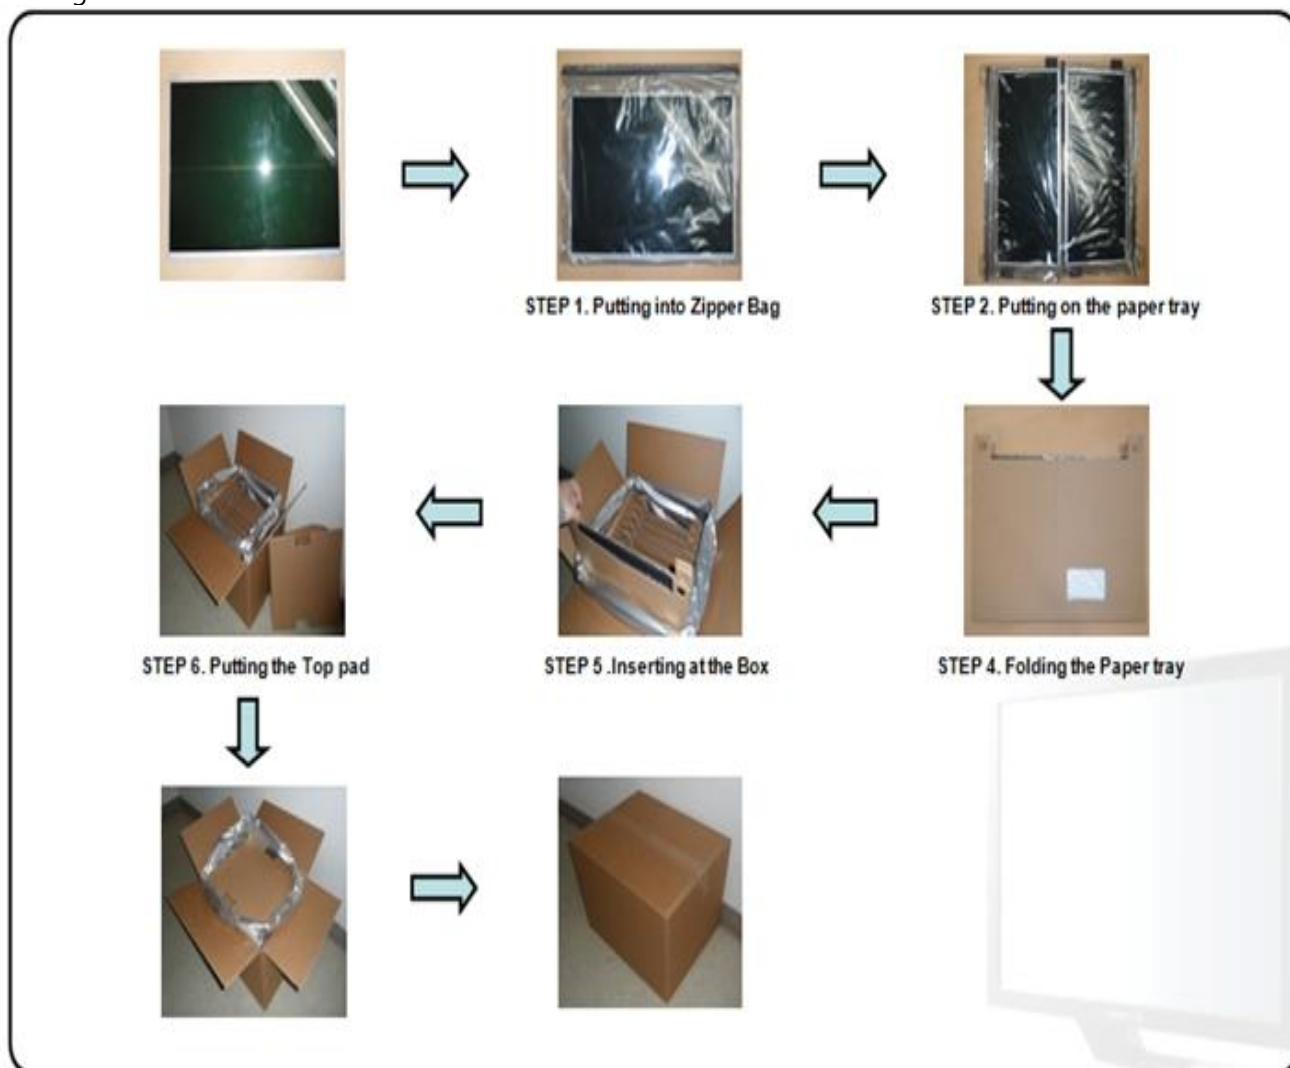 STEP 1. Putting into Zipper Bag
STEP 2. Putting on the paper tray
STEP 4. Folding the Paper tray
STEP 5 .Inserting at the Box
STEP 6. Putting the Top pad